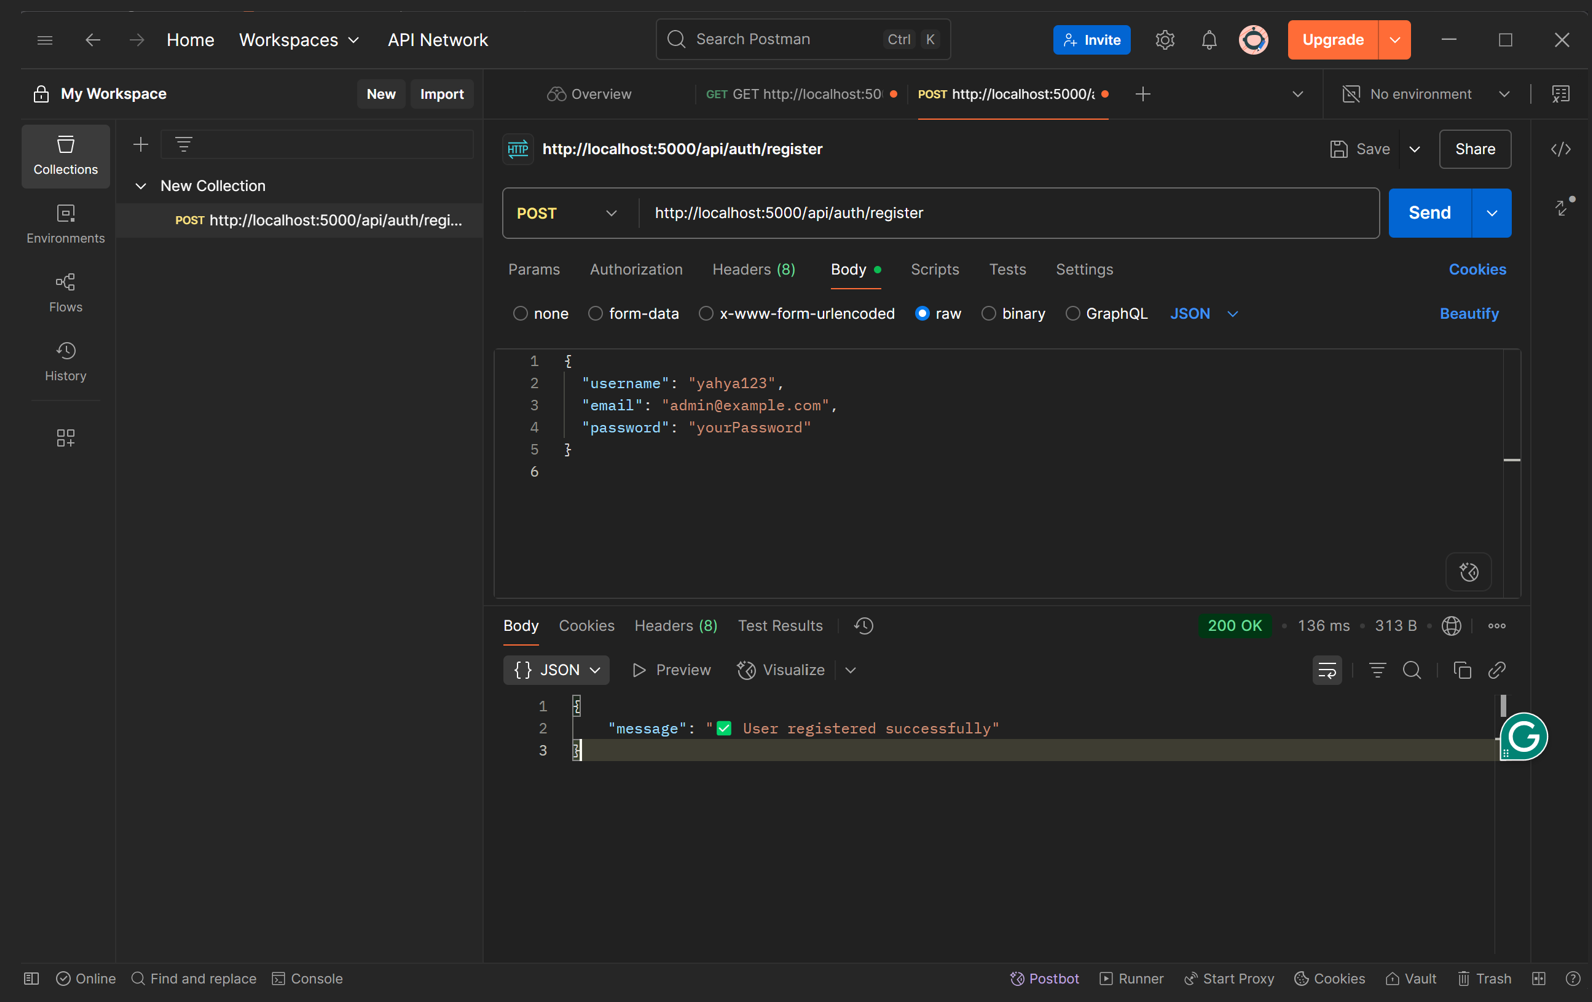 Home Workspaces API Network Search Postman Ctrl K Invite Upgrade
My Workspace New Import Overview GET GET http://localhost:50 POST http://localhost:5000/ No environment
Collections
Environments
Flows
History
New Collection
POST http://localhost:5000/api/auth/regi...
HTTP http://localhost:5000/api/auth/register Save Share
POST http://localhost:5000/api/auth/register Send
Params Authorization Headers (8) Body Scripts Tests Settings Cookies
none form-data x-www-form-urlencoded raw binary GraphQL JSON Beautify
1 {
2 "username": "yahya123",
3 "email": "admin@example.com",
4 "password": "yourPassword"
5 }
6
Body Cookies Headers (8) Test Results 200 OK 136 ms 313 B
{} JSON Preview Visualize
1 {
2 "message": "✅ User registered successfully"
3 }
G
Online Find and replace Console Postbot Runner Start Proxy Cookies Vault Trash